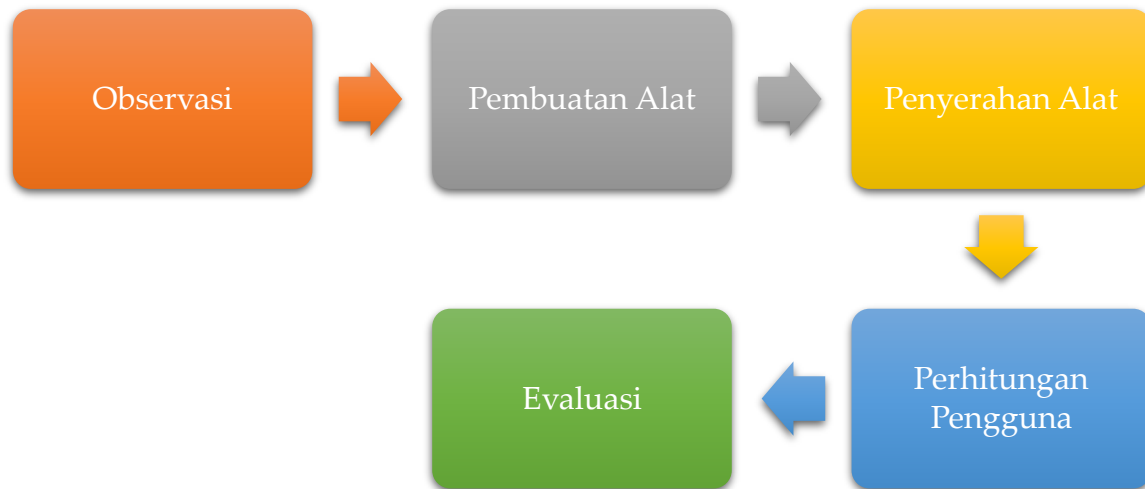 Observasi
Pembuatan Alat
Penyerahan Alat
Perhitungan
Pengguna
Evaluasi